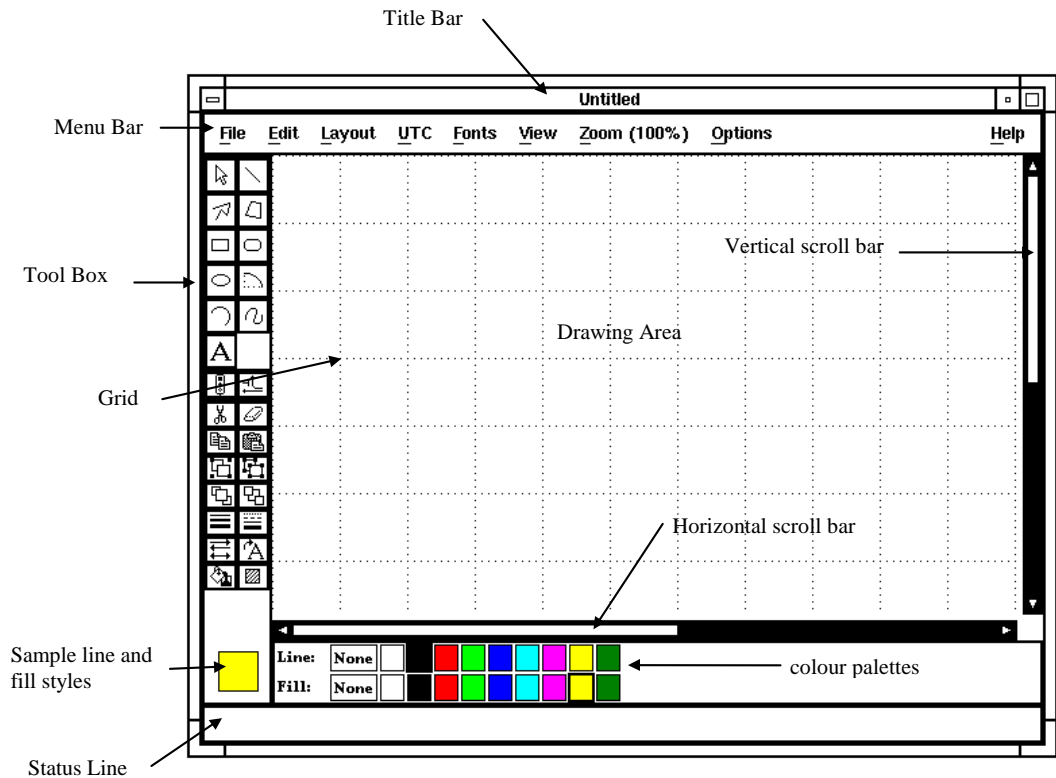 Title Bar
Untitled
Menu Bar
File Edit Layout UTC Fonts View Zoom (100%) Options Help
Vertical scroll bar
Tool Box
Drawing Area
A
Grid
Horizontal scroll bar
A
Sample line and
fill styles
Line: None
colour palettes
Fill: None
Status Line